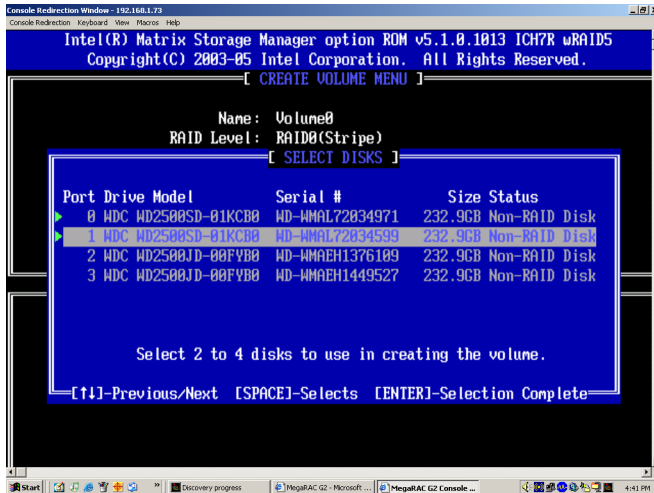 Console Redirection Window - 192.168.1.73
Console Redirection Keyboard View Macros Help
Intel(R) Matrix Storage Manager option ROM v5.1.0.1013 ICH7R wRAID5
Copyright(C) 2003-05 Intel Corporation. All Rights Reserved.
[ CREATE VOLUME MENU ]
Name: Volume0
RAID Level: RAID0(Stripe)
[ SELECT DISKS ]
Port Drive Model Serial # Size Status
0 WDC WD2500SD-01KCB0 WD-WMAL72034971 232.9GB Non-RAID Disk
1 WDC WD2500SD-01KCB0 WD-WMAL72034599 232.9GB Non-RAID Disk
2 WDC WD2500JD-00FYB0 WD-WMAEH1376109 232.9GB Non-RAID Disk
3 WDC WD2500JD-00FYB0 WD-WMAEH1449527 232.9GB Non-RAID Disk
Select 2 to 4 disks to use in creating the volume.
[↑↓]-Previous/Next [SPACE]-Selects [ENTER]-Selection Complete
Start » Discovery progress MegaRAC G2 - Microsoft ... MegaRAC G2 Console ... 4:41 PM